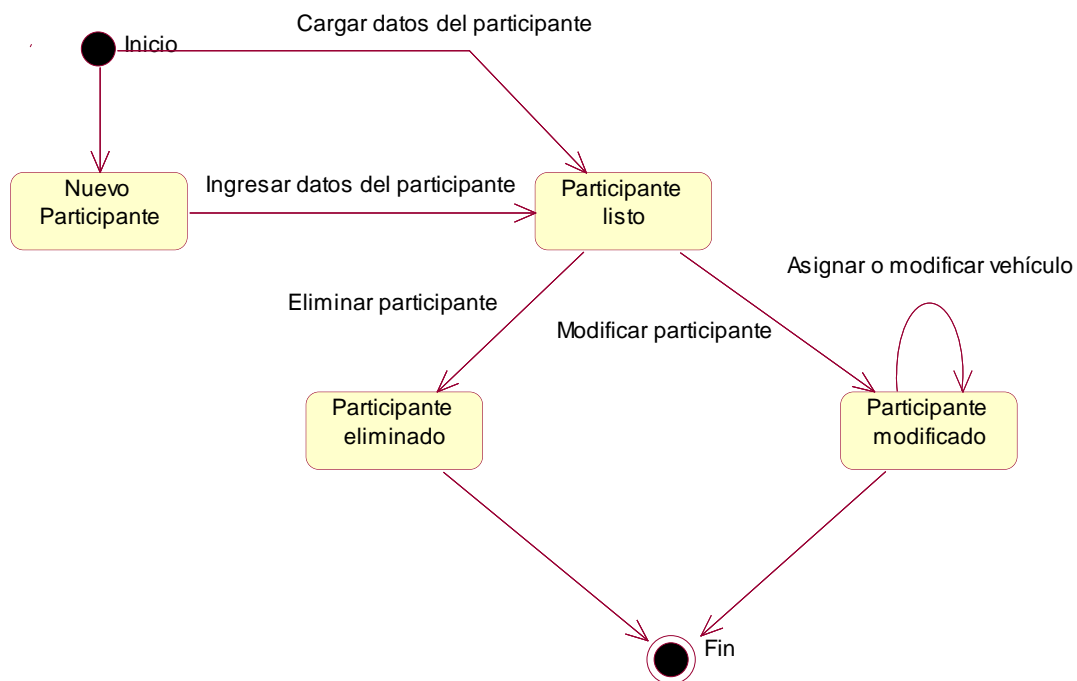 Cargar datos del participante
Inicio
Nuevo
Participante
Ingresar datos del participante
Participante
listo
Asignar o modificar vehículo
Eliminar participante
Modificar participante
Participante
eliminado
Participante
modificado
Fin